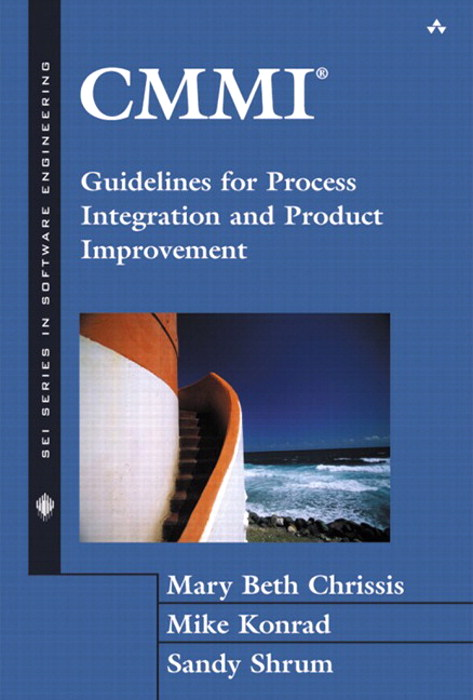 SEI SERIES IN SOFTWARE ENGINEERING
CMMI®
Guidelines for Process
Integration and Product
Improvement
Mary Beth Chrissis
Mike Konrad
Sandy Shrum